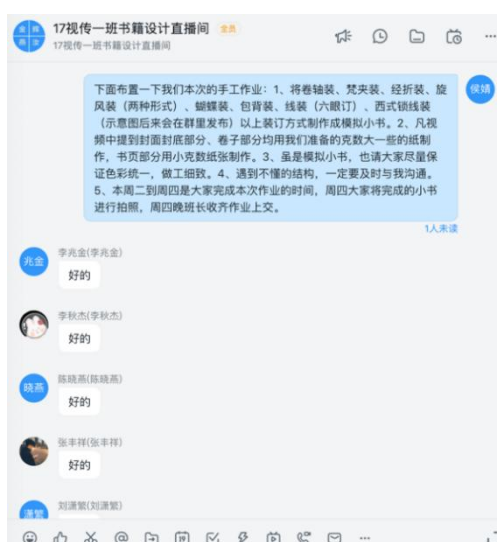 17视传一班书籍设计直播间 全员
17视传一班书籍设计直播间
下面布置一下我们本次的手工作业：1、将卷轴装、梵夹装、经折装、旋
风装（两种形式）、蝴蝶装、包背装、线装（六眼订）、西式锁线装
（示意图后来会在群里发布）以上装订方式制作成模拟小书。2、凡视
频中提到封面封底部分、卷子部分均用我们准备的克数大一些的纸制
作，书页部分用小克数纸张制作。3、虽是模拟小书，也请大家尽量保
证色彩统一，做工细致。4、遇到不懂的结构，一定要及时与我沟通。
5、本周二到周四是大家完成本次作业的时间，周四大家将完成的小书
进行拍照，周四晚班长收齐作业上交。
侯婧
1人未读
兆金
李兆金(李兆金)
好的
李秋杰(李秋杰)
好的
晓燕
陈晓燕(陈晓燕)
好的
张丰祥(张丰祥)
好的
潇繁
刘潇繁(刘潇繁)